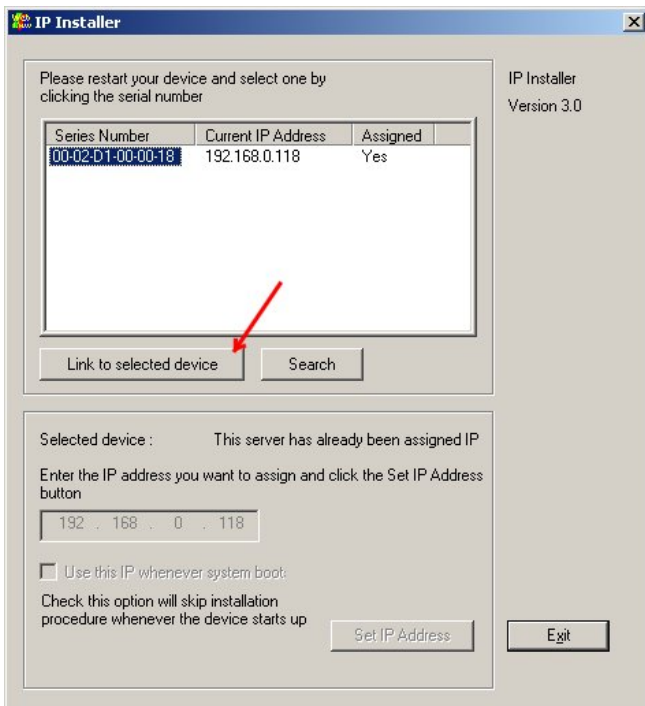 IP Installer
Please restart your device and select one by
clicking the serial number
IP Installer
Version 3.0
Series Number Current IP Address Assigned
00-02-D1-00-00-18 192.168.0.118 Yes
Link to selected device Search
Selected device : This server has already been assigned IP
Enter the IP address you want to assign and click the Set IP Address
button
192 . 168 . 0 . 118
Use this IP whenever system boot
Check this option will skip installation
procedure whenever the device starts up
Set IP Address Exit